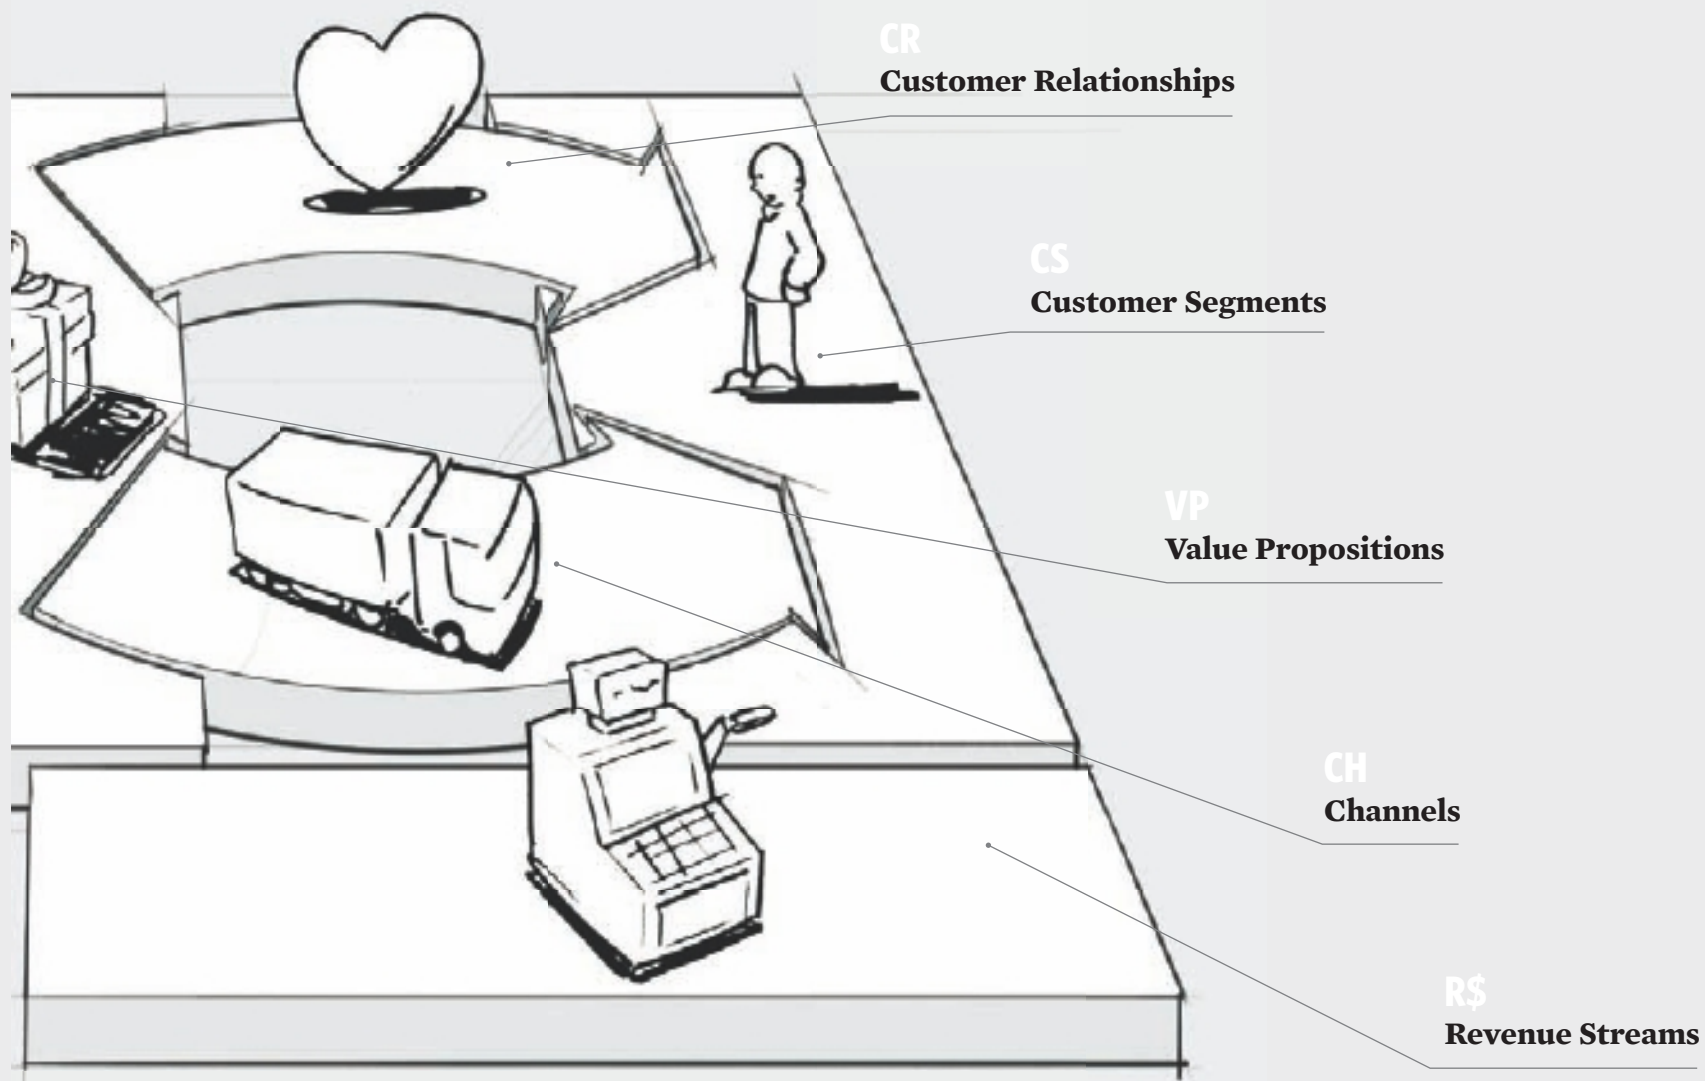 CR
Customer Relationships
CS
Customer Segments
VP
Value Propositions
CH
Channels
R$
Revenue Streams